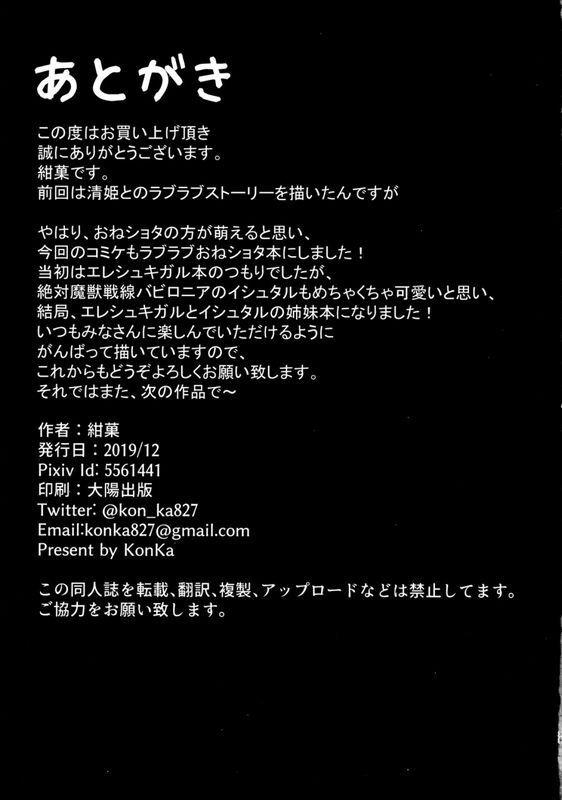 あとがき
この度はお買い上げ頂き
誠にありがとうございます。
紺菓です。
前回は清姫とのラブラブストーリーを描いたんですが
やはり、おねショタの方が萌えると思い、
今回のコミケもラブラブおねショタ本にしました！
当初はエレシュキガル本のつもりでしたが、
絶対魔獣戦線バビロニアのイシュタルもめちゃくちゃ可愛いと思い、
結局、エレシュキガルとイシュタルの姉妹本になりました！
いつもみなさんに楽しんでいただけるように
がんばって描いていますので、
これからもどうぞよろしくお願い致します。
それではまた、次の作品で〜
作者：紺菓
発行日：2019/12
Pixiv Id: 5561441
印刷：大陽出版
Twitter: @kon_ka827
Email:konka827@gmail.com
Present by KonKa
この同人誌を転載、翻訳、複製、アップロードなどは禁止してます。
ご協力をお願い致します。